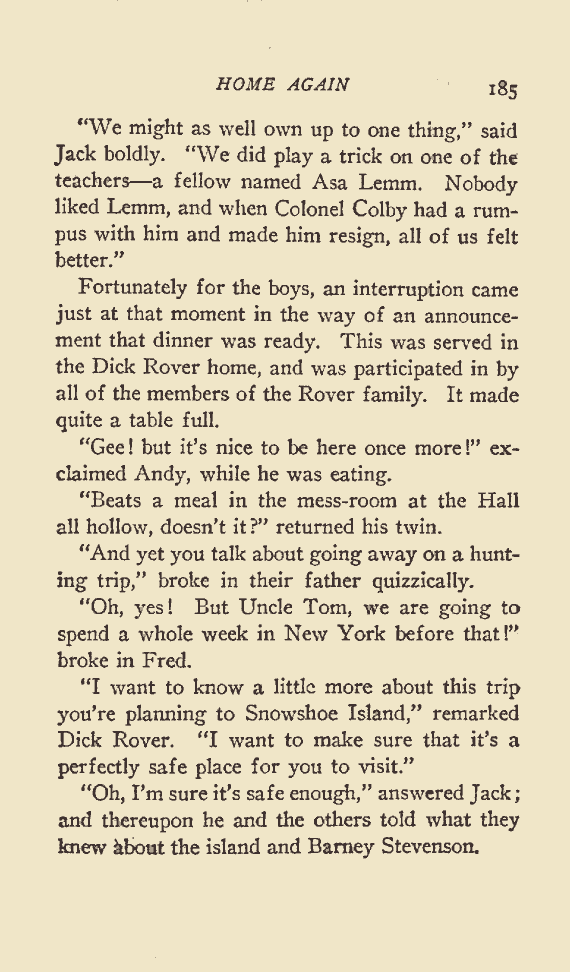 HOME AGAIN 185
"We might as well own up to one thing," said
Jack boldly. "We did play a trick on one of the
teachers—a fellow named Asa Lemm. Nobody
liked Lemm, and when Colonel Colby had a rum-
pus with him and made him resign, all of us felt
better."
Fortunately for the boys, an interruption came
just at that moment in the way of an announce-
ment that dinner was ready. This was served in
the Dick Rover home, and was participated in by
all of the members of the Rover family. It made
quite a table full.
"Gee! but it's nice to be here once more!" ex-
claimed Andy, while he was eating.
"Beats a meal in the mess-room at the Hall
all hollow, doesn't it?" returned his twin.
"And yet you talk about going away on a hunt-
ing trip," broke in their father quizzically.
"Oh, yes! But Uncle Tom, we are going to
spend a whole week in New York before that!"
broke in Fred.
"I want to know a little more about this trip
you're planning to Snowshoe Island," remarked
Dick Rover. "I want to make sure that it's a
perfectly safe place for you to visit."
"Oh, I'm sure it's safe enough," answered Jack;
and thereupon he and the others told what they
knew about the island and Barney Stevenson.